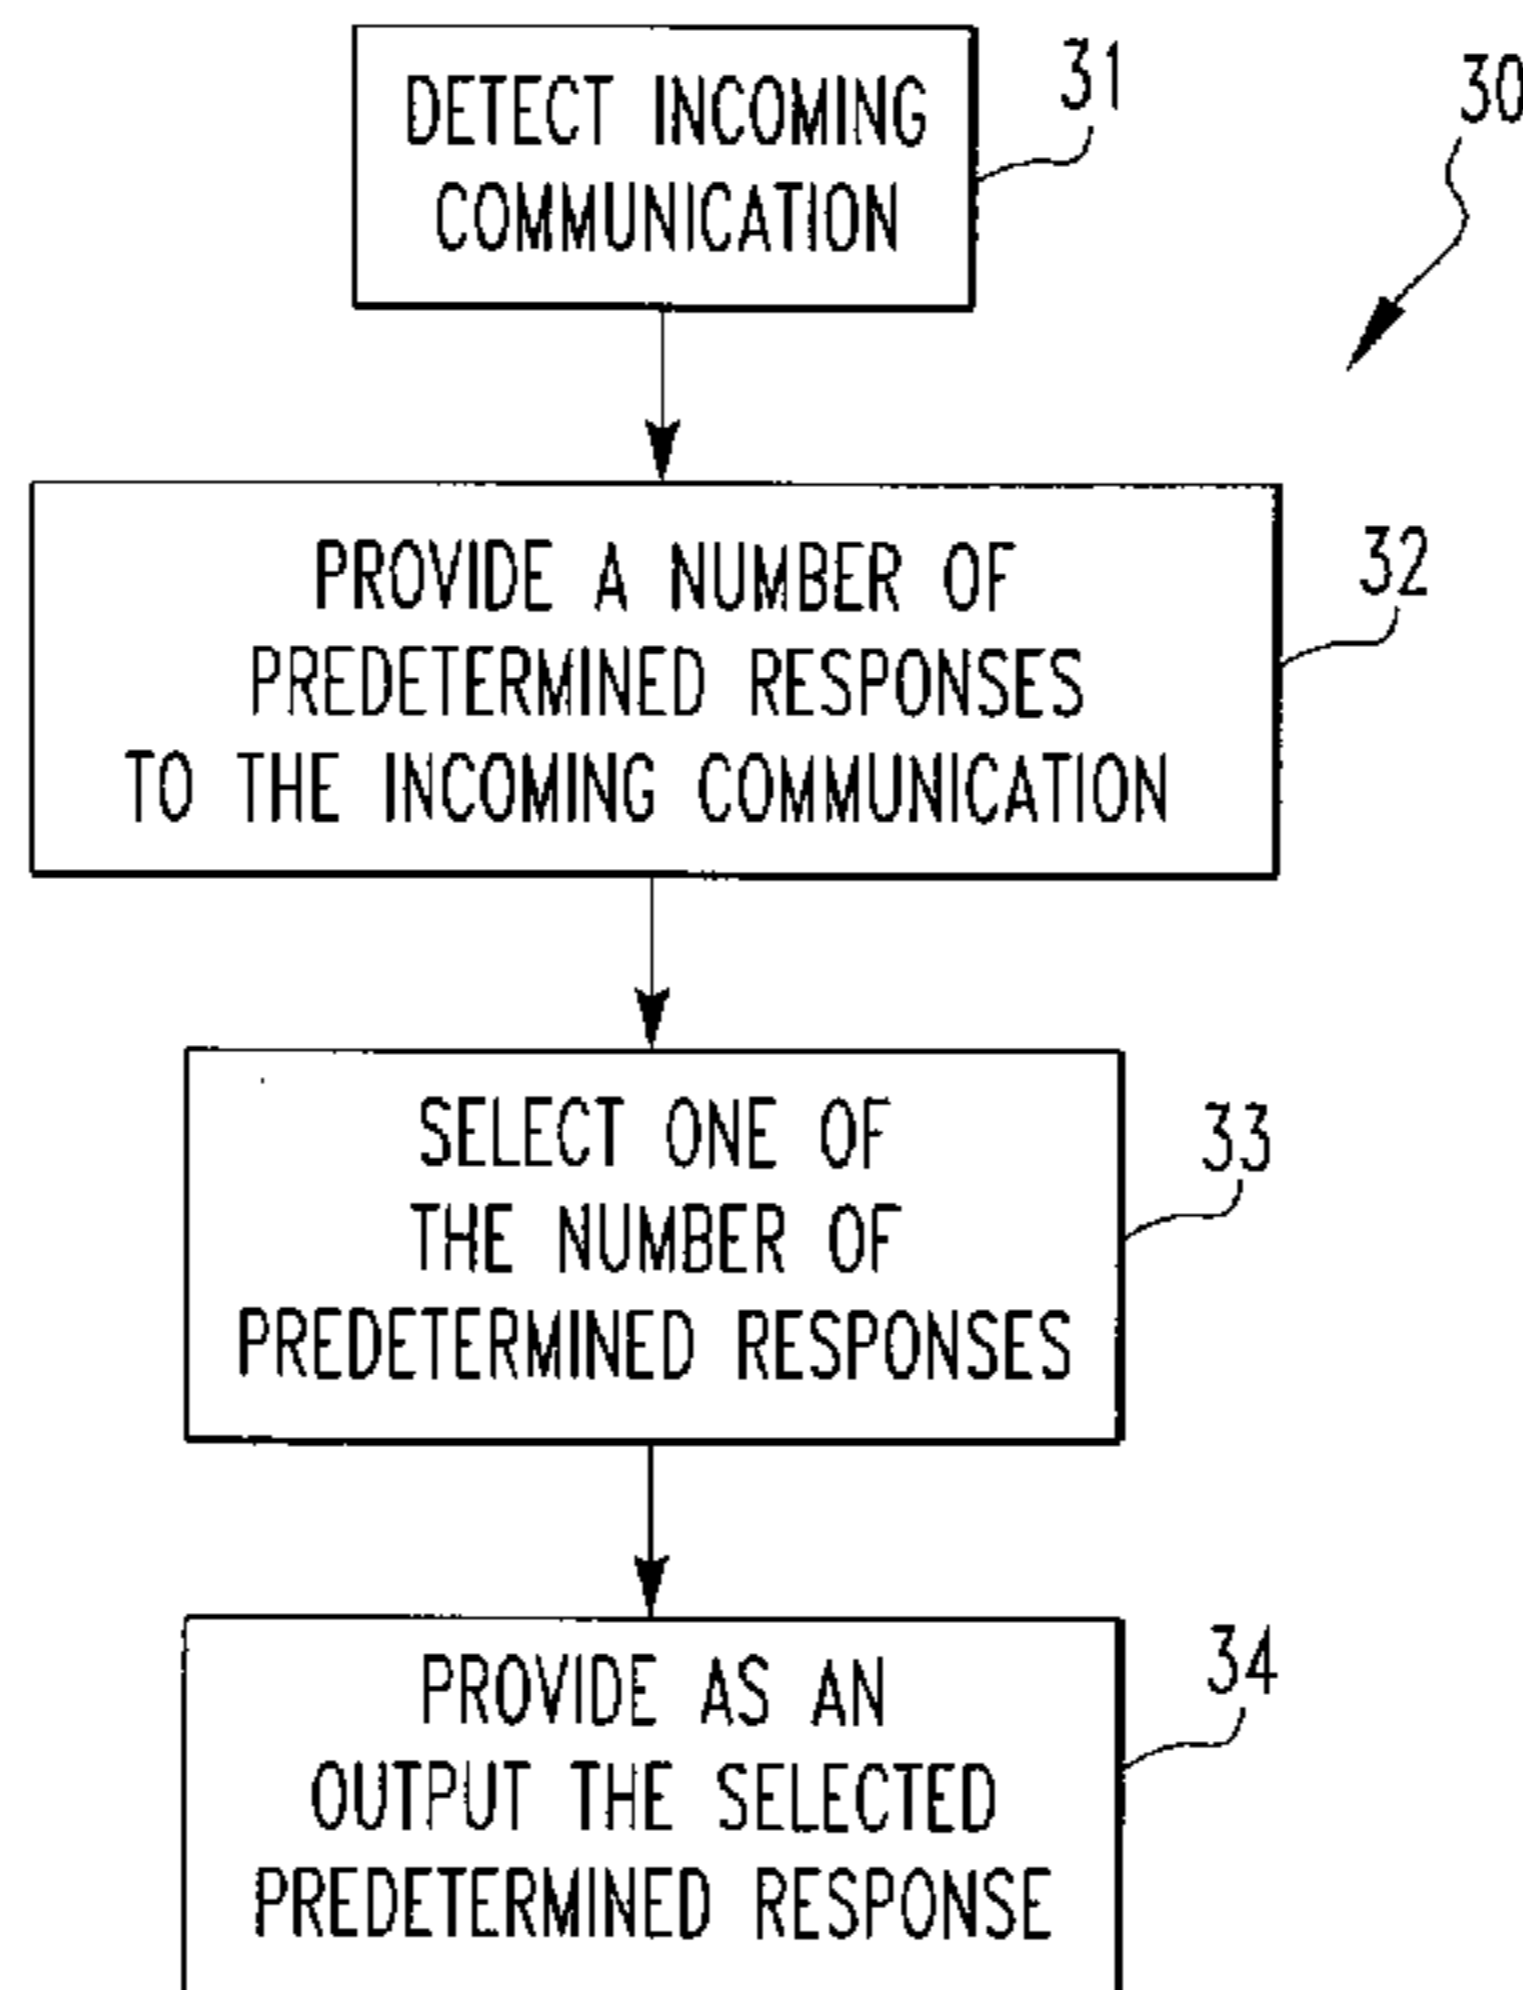 DETECT INCOMING
COMMUNICATION
31
30
PROVIDE A NUMBER OF
PREDETERMINED RESPONSES
TO THE INCOMING COMMUNICATION
32
SELECT ONE OF
THE NUMBER OF
PREDETERMINED RESPONSES
33
PROVIDE AS AN
OUTPUT THE SELECTED
PREDETERMINED RESPONSE
34